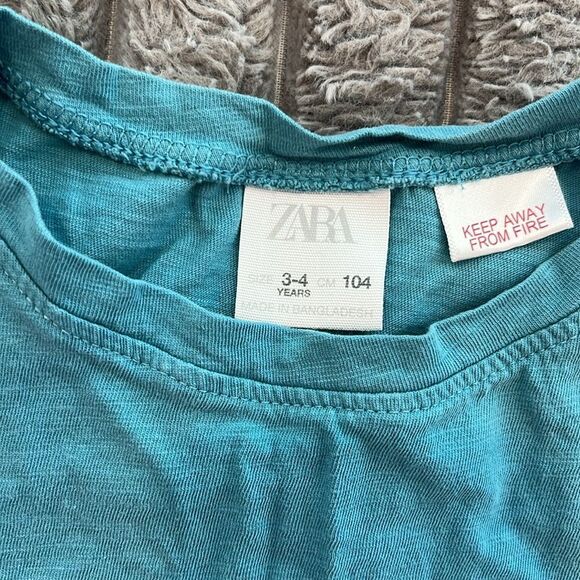 ZARA
SIZE 3-4 CM 104
YEARS
MADE IN BANGLADESH
KEEP AWAY
FROM FIRE